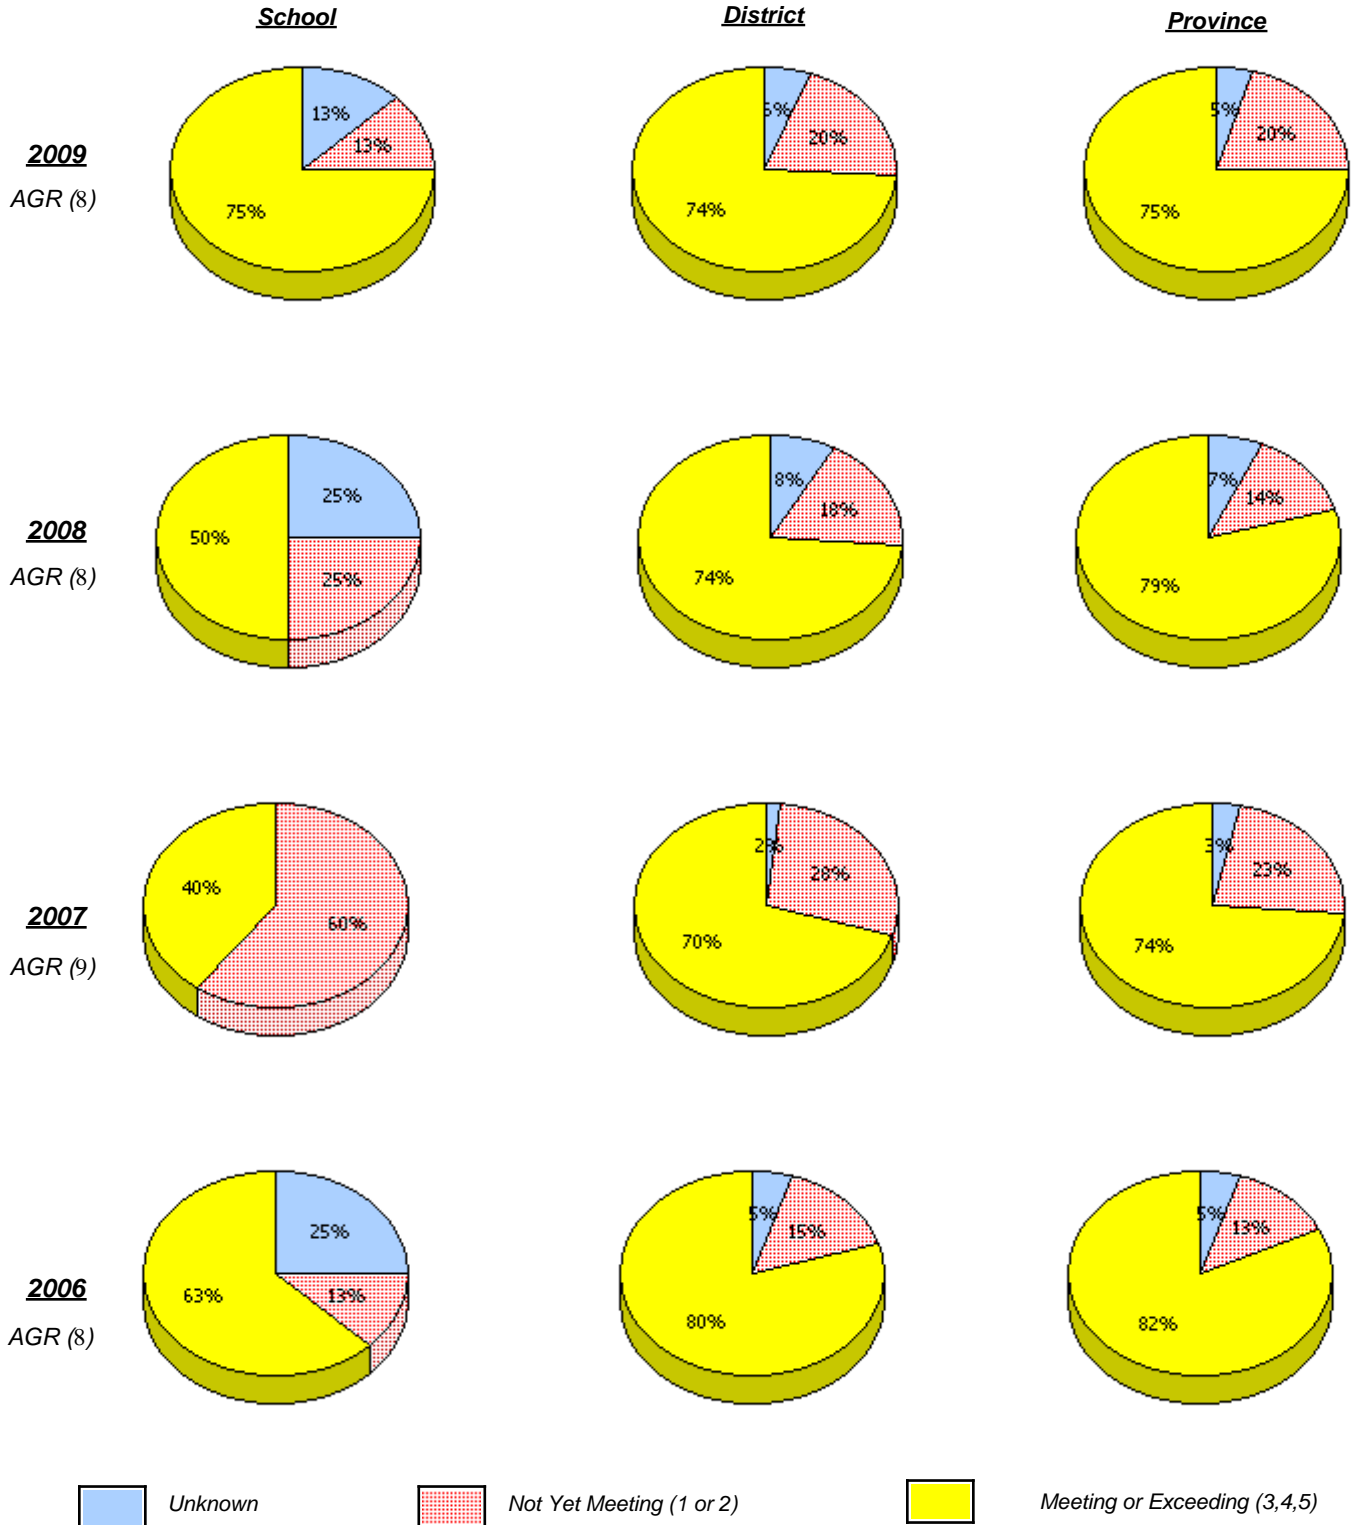 School District Province
13% 5% 5%
2009 13% 20% 20%
AGR (8) 75% 74% 75%
25% 8% 7%
2008 50% 18% 14%
AGR (8) 25% 74% 79%
40% 2% 3%
2007 60% 28% 23%
AGR (9) 70% 74%
25% 5% 5%
2006 63% 13% 15% 13%
AGR (8) 80% 82%
Unknown Not Yet Meeting (1 or 2) Meeting or Exceeding (3,4,5)